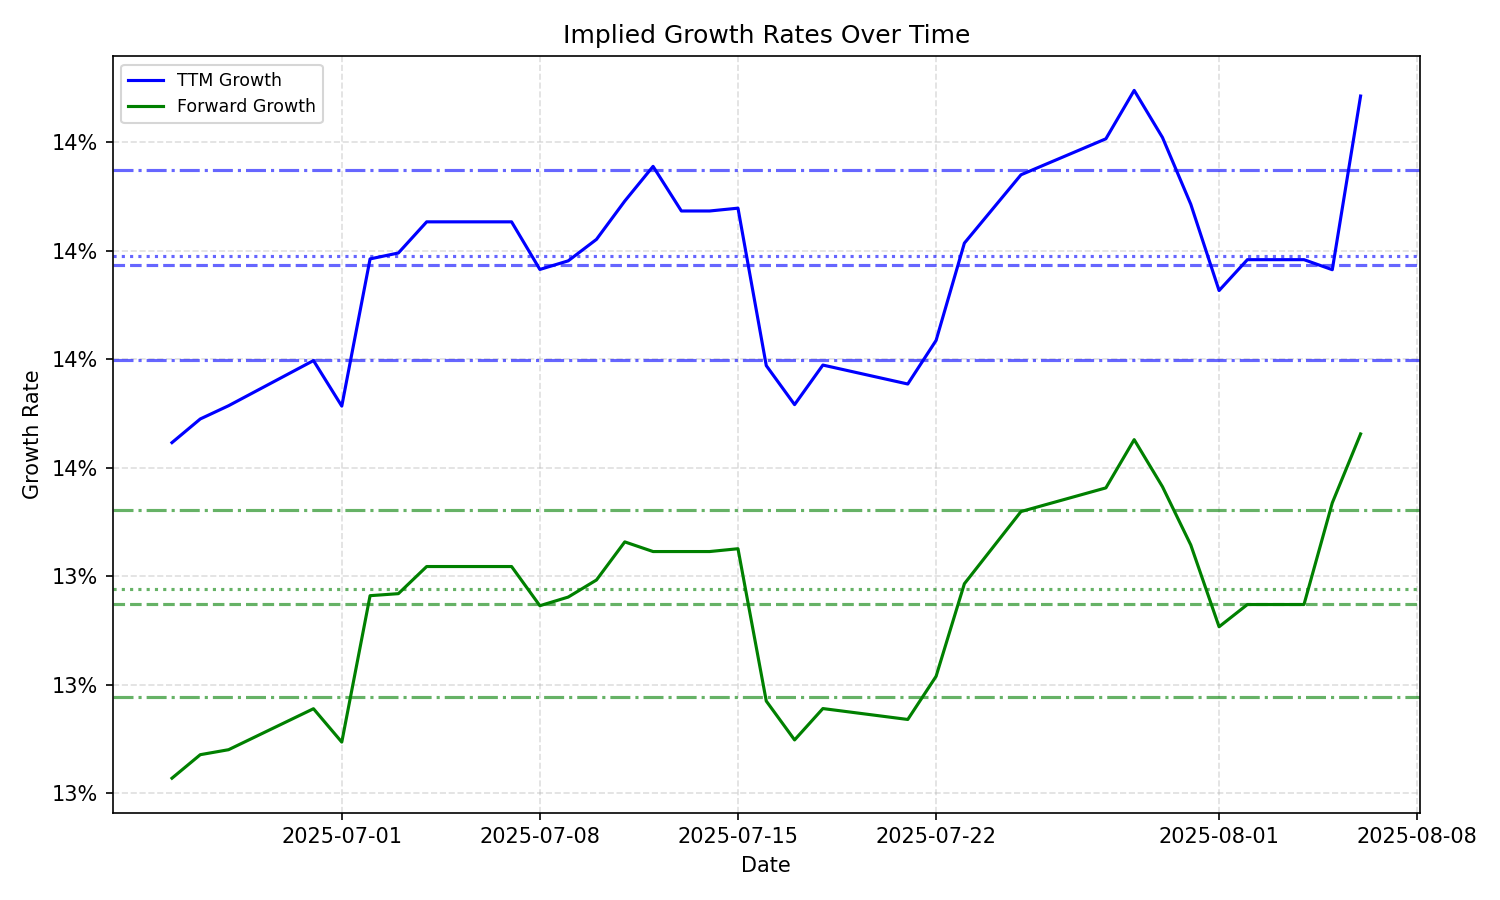 Implied Growth Rates Over Time
TTM Growth
Forward Growth
14%
14%
14%
14%
13%
13%
13%
Growth Rate
2025-07-01
2025-07-08
2025-07-15
2025-07-22
2025-08-01
2025-08-08
Date